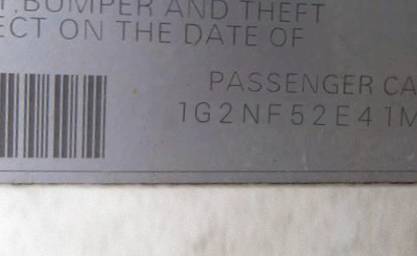 T, BUMPER AND THEFT
ECT ON THE DATE OF
PASSENGER CA
1G2NF52E41M